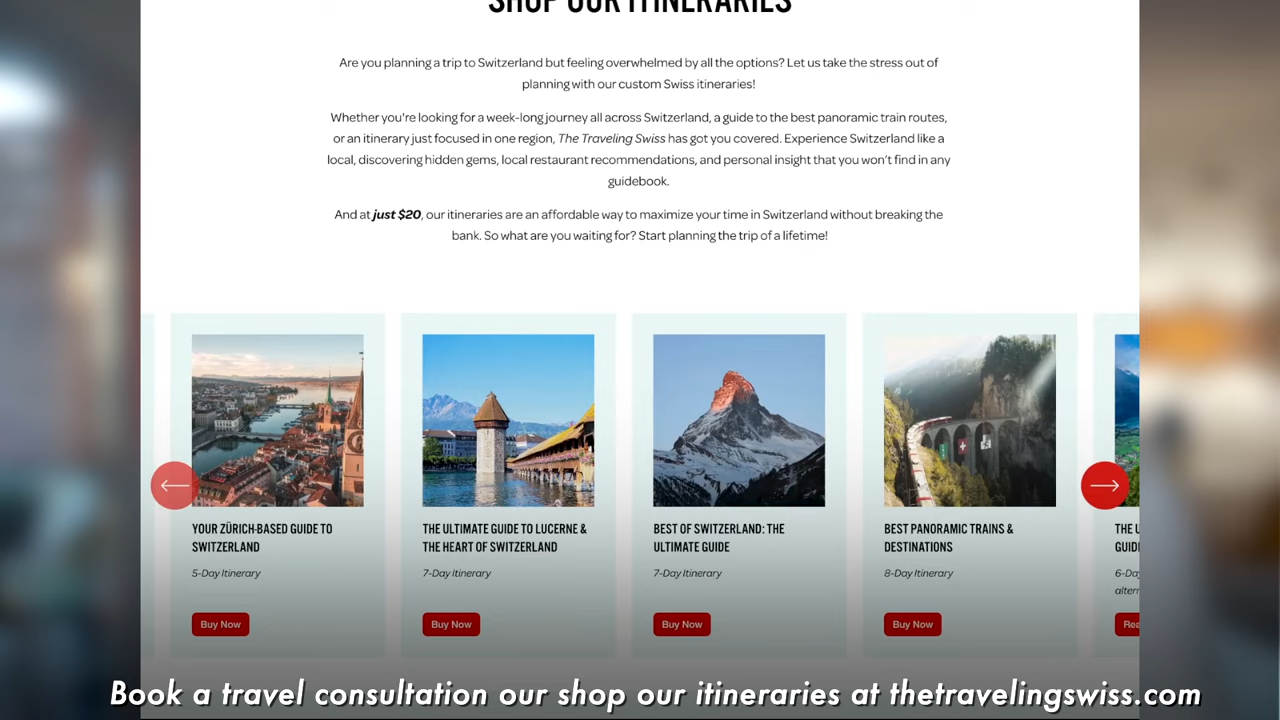 SHOP OUR ITINERARIES
Are you planning a trip to Switzerland but feeling overwhelmed by all the options? Let us take the stress out of
planning with our custom Swiss itineraries!
Whether you're looking for a week-long journey all across Switzerland, a guide to the best panoramic train routes,
or an itinerary just focused in one region, The Traveling Swiss has got you covered. Experience Switzerland like a
local, discovering hidden gems, local restaurant recommendations, and personal insight that you won't find in any
guidebook.
And at just $20, our itineraries are an affordable way to maximize your time in Switzerland without breaking the
bank. So what are you waiting for? Start planning the trip of a lifetime!
YOUR ZÜRICH-BASED GUIDE TO
SWITZERLAND
5-Day Itinerary
Buy Now
THE ULTIMATE GUIDE TO LUCERNE &
THE HEART OF SWITZERLAND
7-Day Itinerary
Buy Now
BEST OF SWITZERLAND: THE
ULTIMATE GUIDE
7-Day Itinerary
Buy Now
BEST PANORAMIC TRAINS &
DESTINATIONS
8-Day Itinerary
Buy Now
THE
Book a travel consultation our shop our itineraries at thetravelingswiss.com